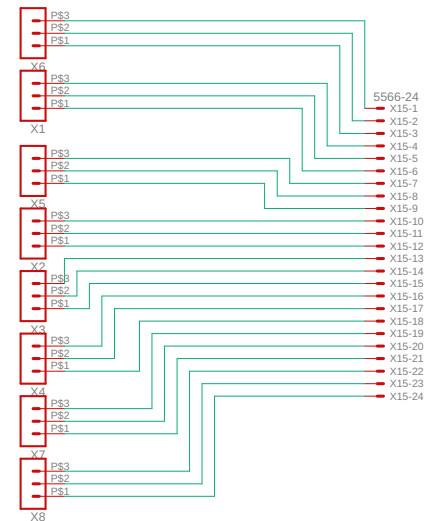 P$3
P$2
P$1
X6
P$3
P$2
P$1
X1
P$3
P$2
P$1
X5
P$3
P$2
P$1
X2
P$3
P$2
P$1
X3
P$3
P$2
P$1
X4
P$3
P$2
P$1
X7
P$3
P$2
P$1
X8
5566-24
X15-1
X15-2
X15-3
X15-4
X15-5
X15-6
X15-7
X15-8
X15-9
X15-10
X15-11
X15-12
X15-13
X15-14
X15-15
X15-16
X15-17
X15-18
X15-19
X15-20
X15-21
X15-22
X15-23
X15-24